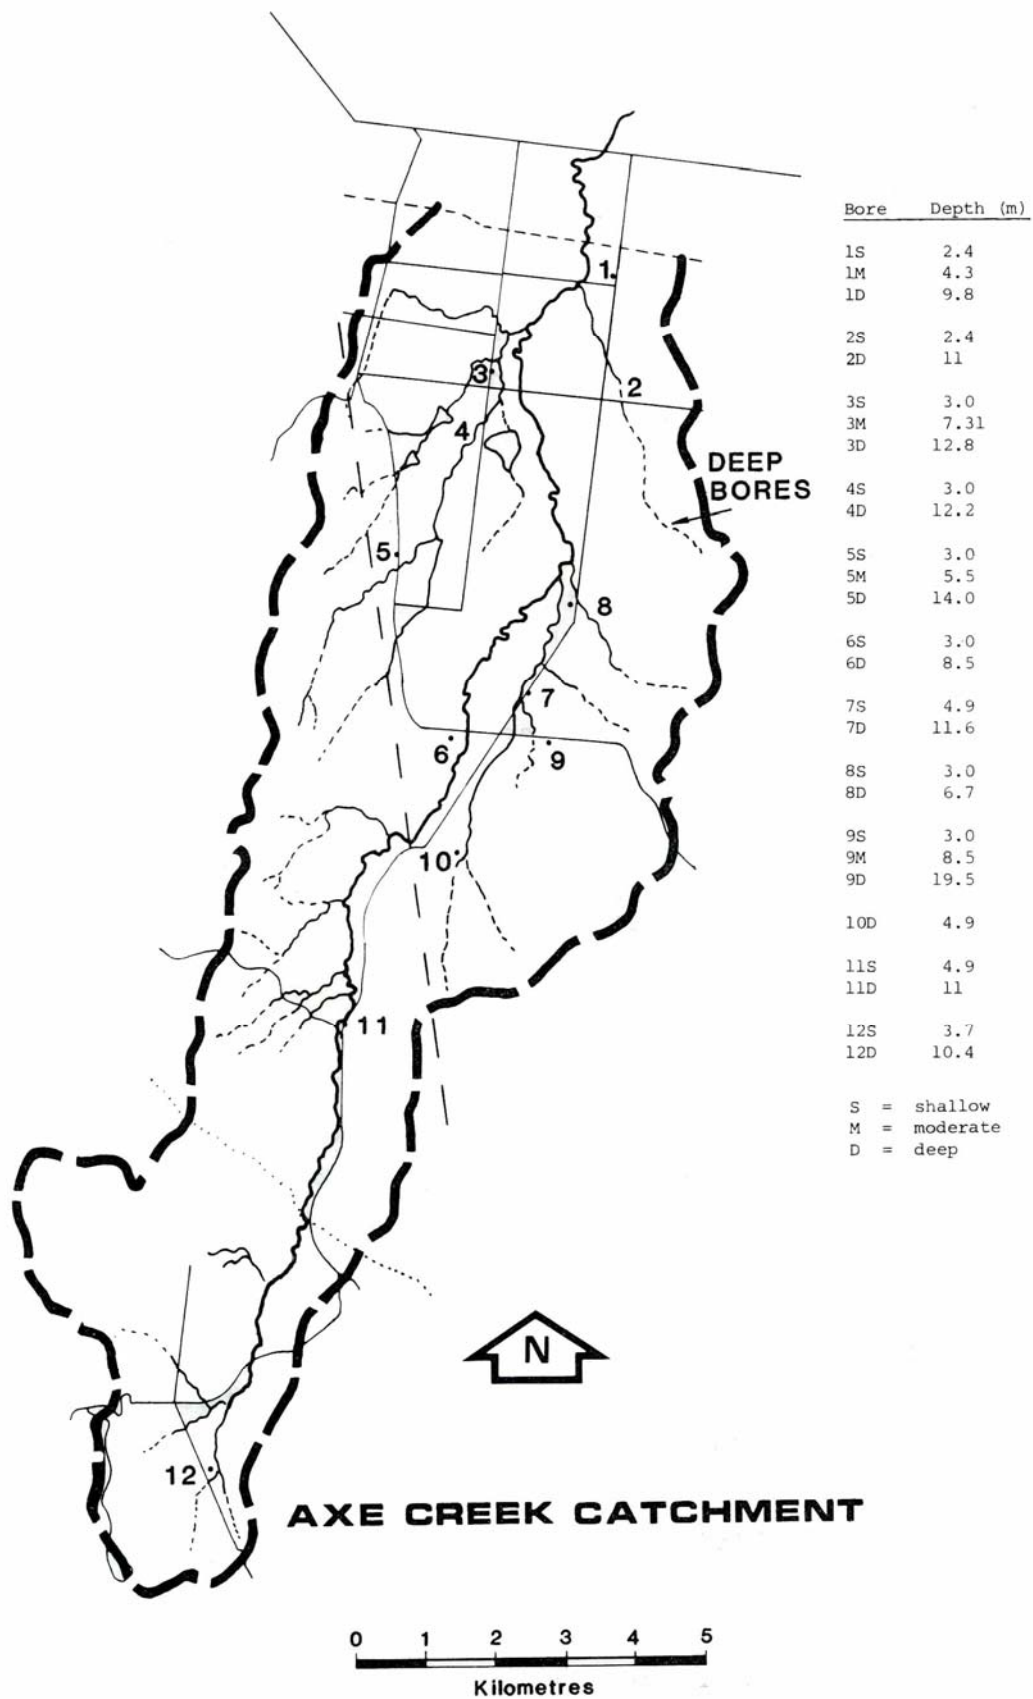 1
3
2
4
DEEP
BORES
5
8
7
6
9
10
11
N
12
AXE CREEK CATCHMENT
0 1 2 3 4 5
Kilometres
Bore Depth (m)
1S 2.4
1M 4.3
1D 9.8
2S 2.4
2D 11
3S 3.0
3M 7.31
3D 12.8
4S 3.0
4D 12.2
5S 3.0
5M 5.5
5D 14.0
6S 3.0
6D 8.5
7S 4.9
7D 11.6
8S 3.0
8D 6.7
9S 3.0
9M 8.5
9D 19.5
10D 4.9
11S 4.9
11D 11
12S 3.7
12D 10.4
S = shallow
M = moderate
D = deep